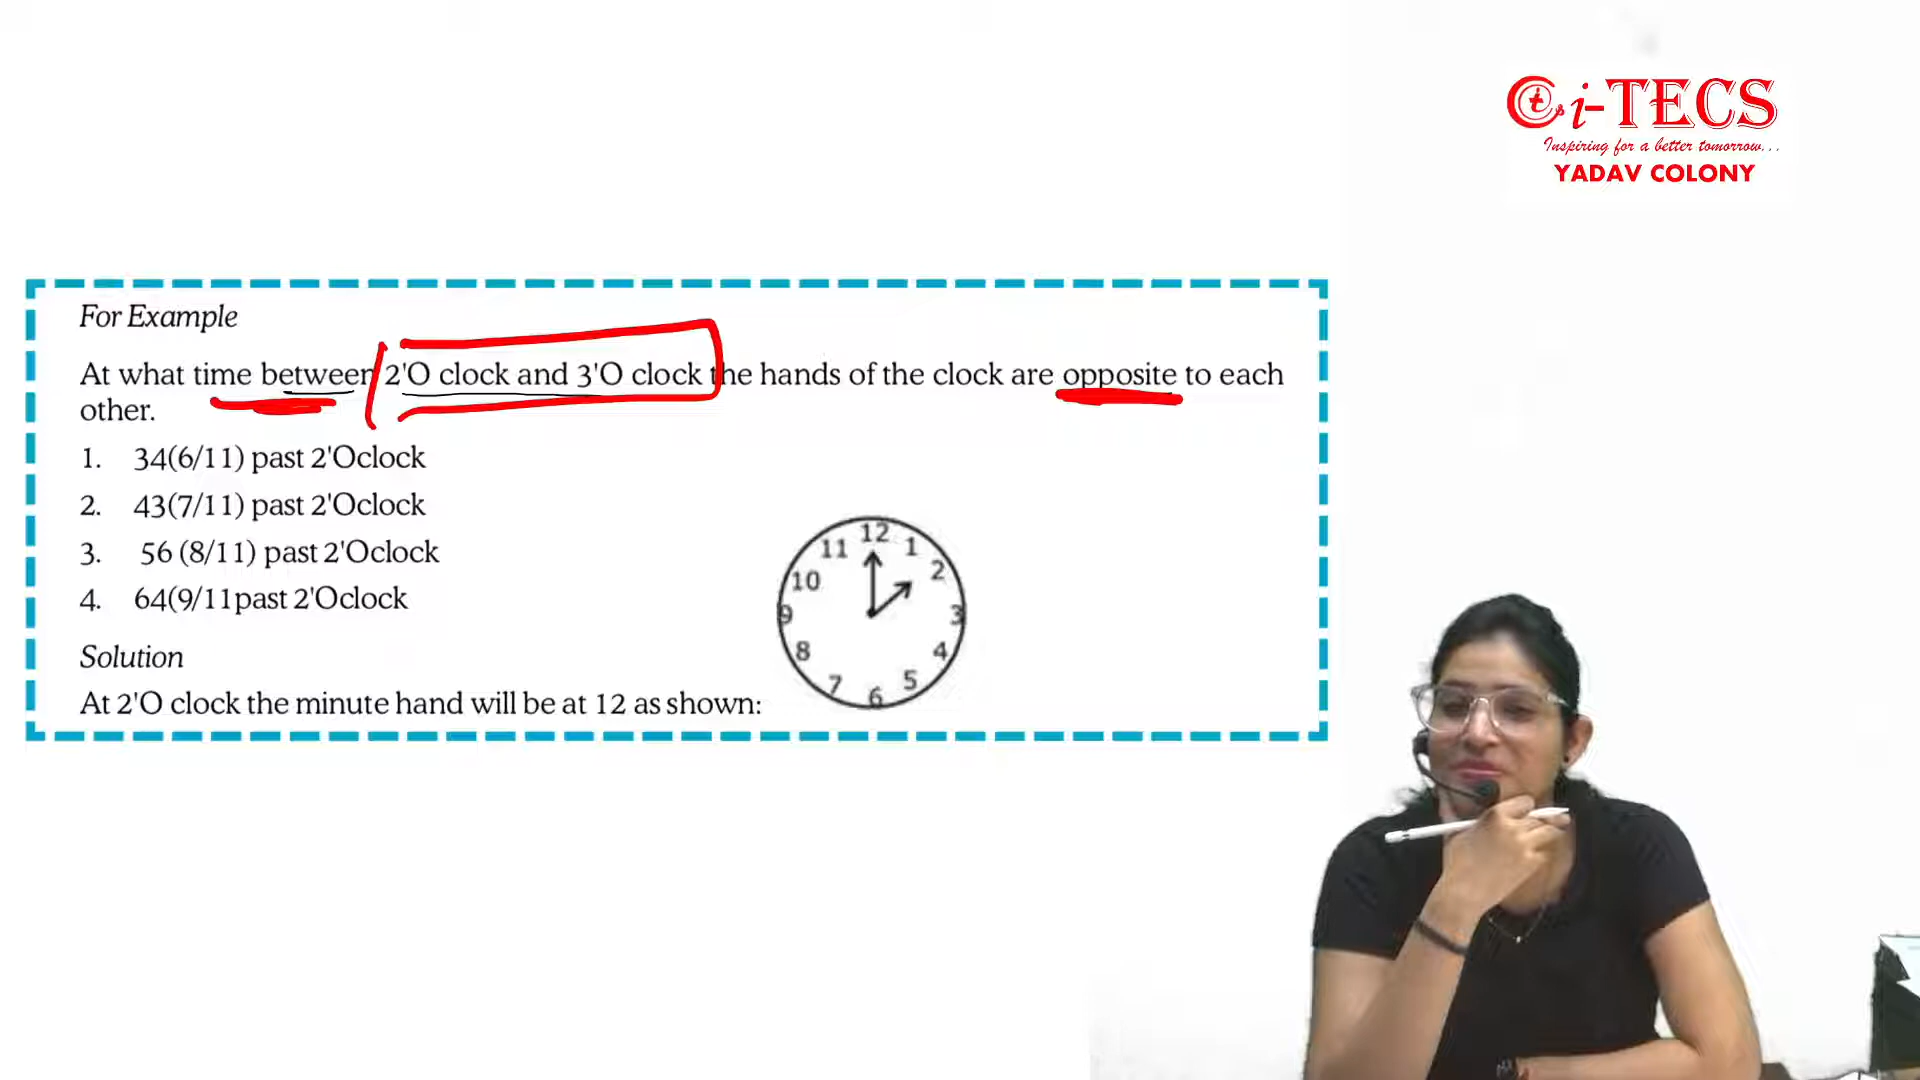 i-TECS
Inspiring for a better tomorrow...
YADAV COLONY
For Example
At what time between 2'O clock and 3'O clock the hands of the clock are opposite to each
other.
1. 34(6/11) past 2'Oclock
2. 43(7/11) past 2'Oclock
3. 56 (8/11) past 2'Oclock
4. 64(9/11past 2'Oclock
12
11 1
10 2
9 3
8 4
7 5
6
Solution
At 2'O clock the minute hand will be at 12 as shown: